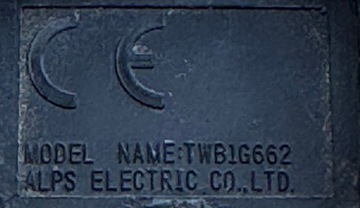 CE
MODEL NAME:TWB1G662
ALPS ELECTRIC CO.,LTD.